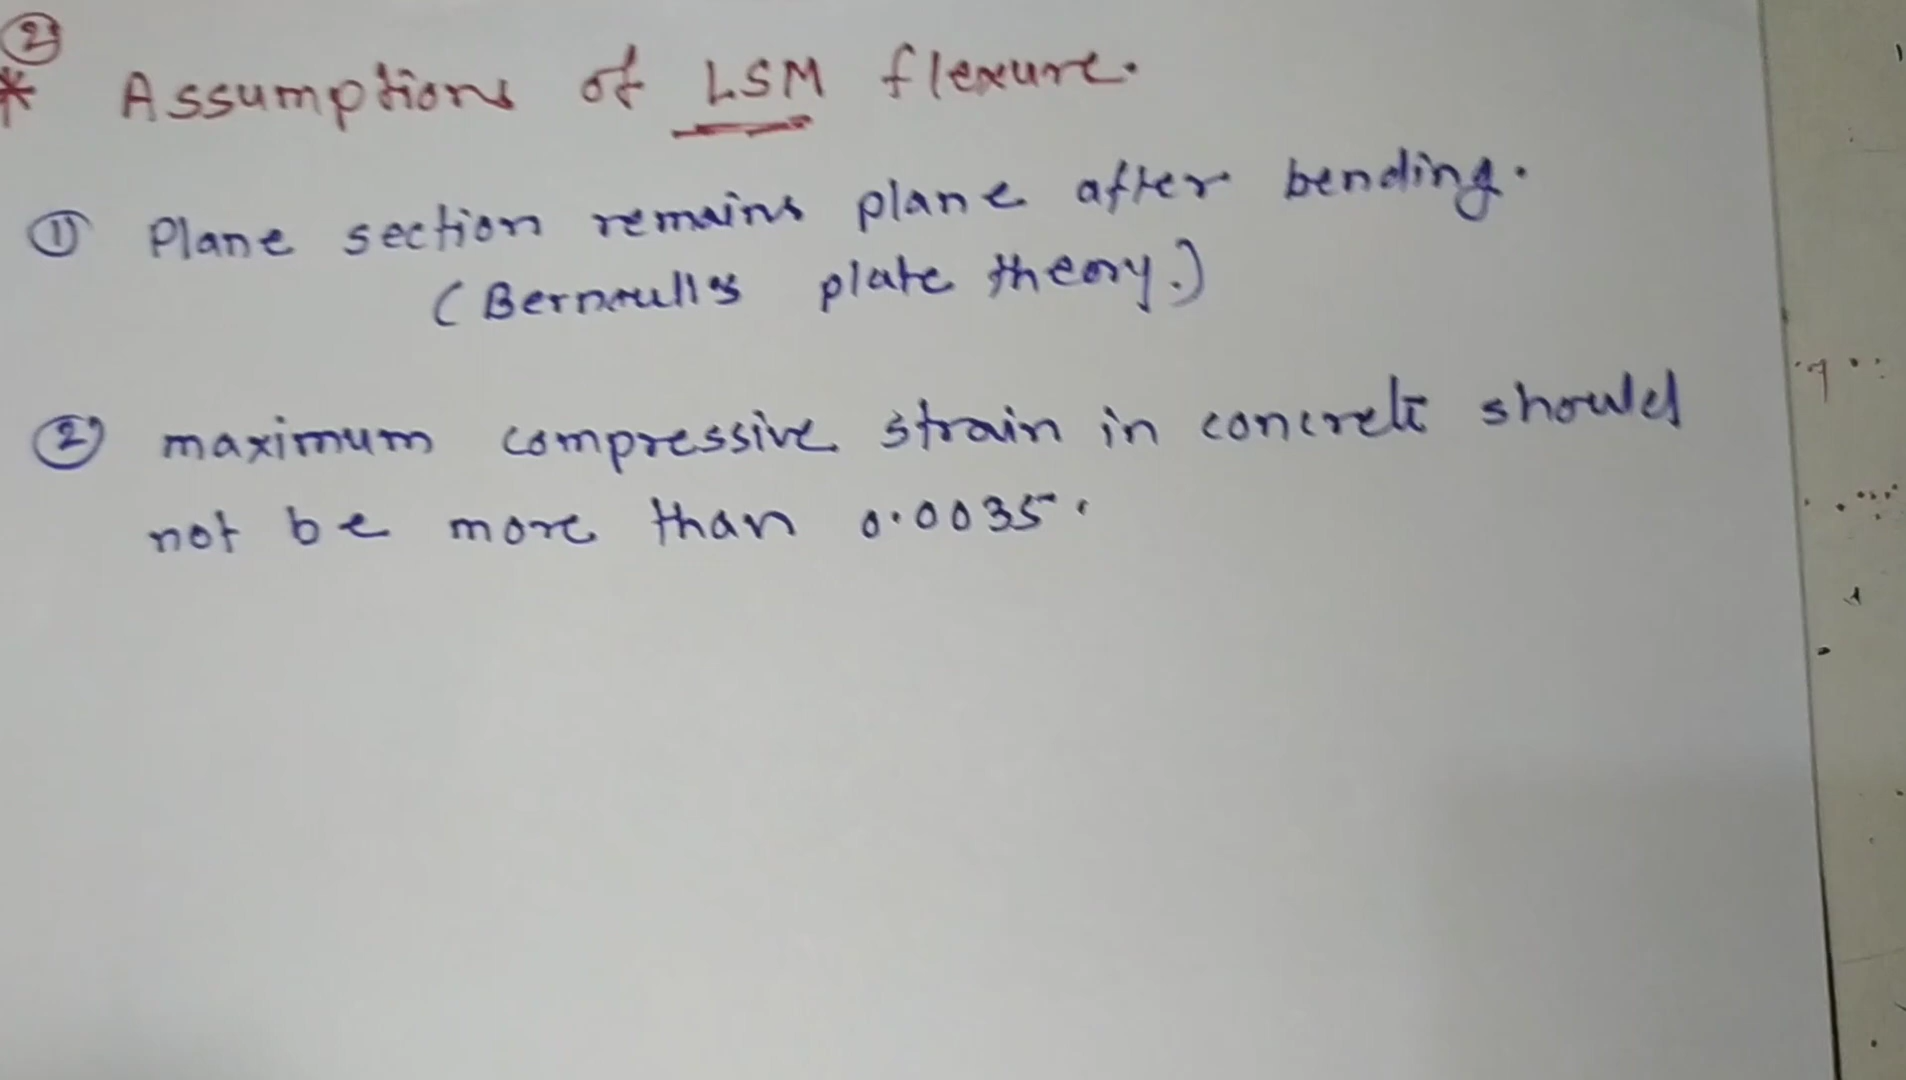 ②
* Assumptions of LSM flexure.
① Plane section remains plane after bending.
(Bernoulli's plate theory.)
② maximum compressive strain in concrete should
not be more than 0.0035.